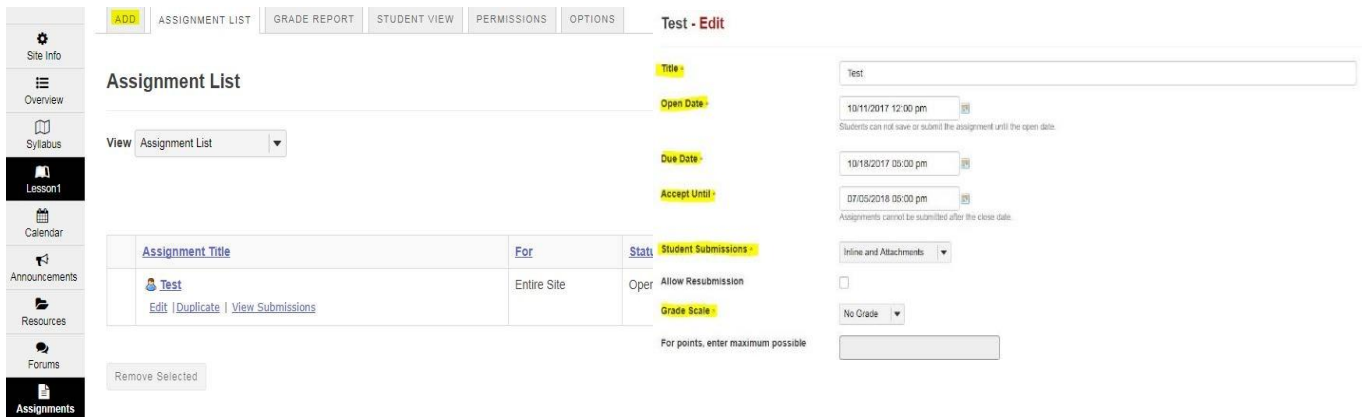 Site Info
Overview
Syllabus
Lesson1
Calendar
Announcements
Resources
Forums
Assignments
ADD ASSIGNMENT LIST GRADE REPORT STUDENT VIEW PERMISSIONS OPTIONS
Assignment List
View Assignment List
Assignment Title For Statu
Test Entire Site Oper
Edit | Duplicate | View Submissions
Remove Selected
Test - Edit
Title * Test
Open Date * 10/11/2017 12:00 pm
Students can not save or submit the assignment until the open date.
Due Date * 10/18/2017 05:00 pm
Accept Until * 07/05/2018 05:00 pm
Assignments cannot be submitted after the close date.
Student Submissions * Inline and Attachments
Allow Resubmission
Grade Scale * No Grade
For points, enter maximum possible